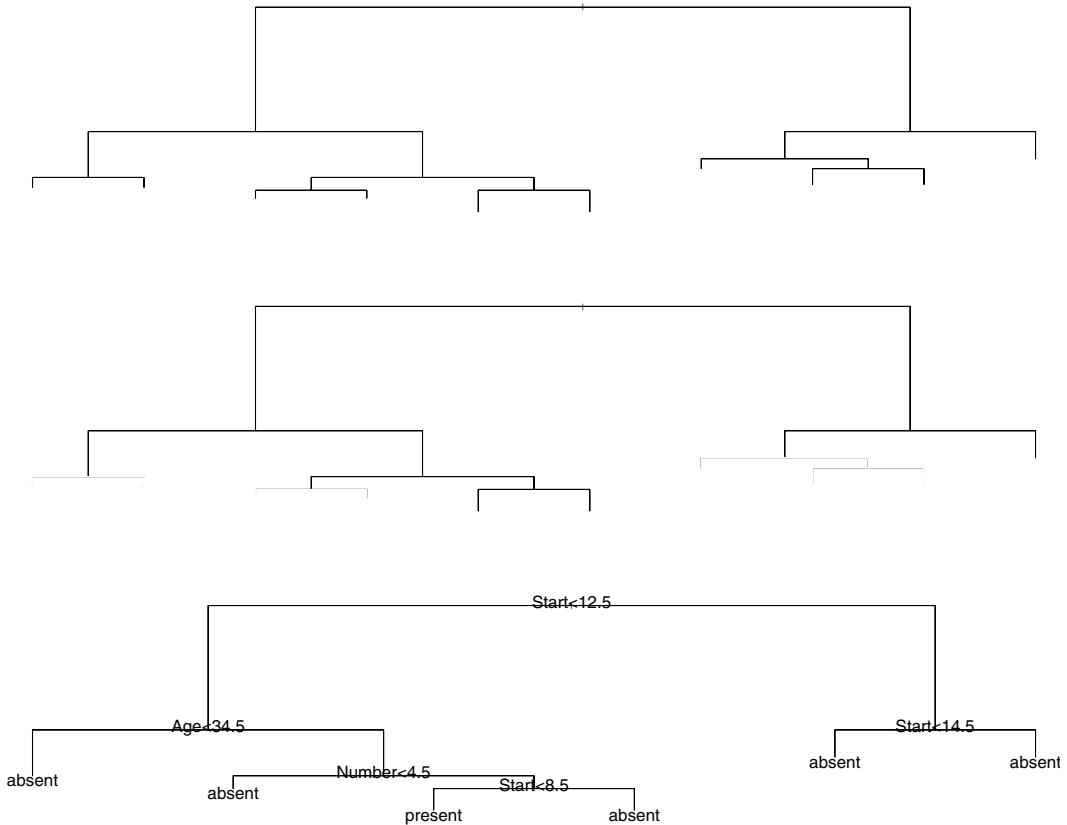 Start<12.5
Age<34.5
Start<14.5
absent
Number<4.5
absent
Start<8.5
present
absent
absent
absent